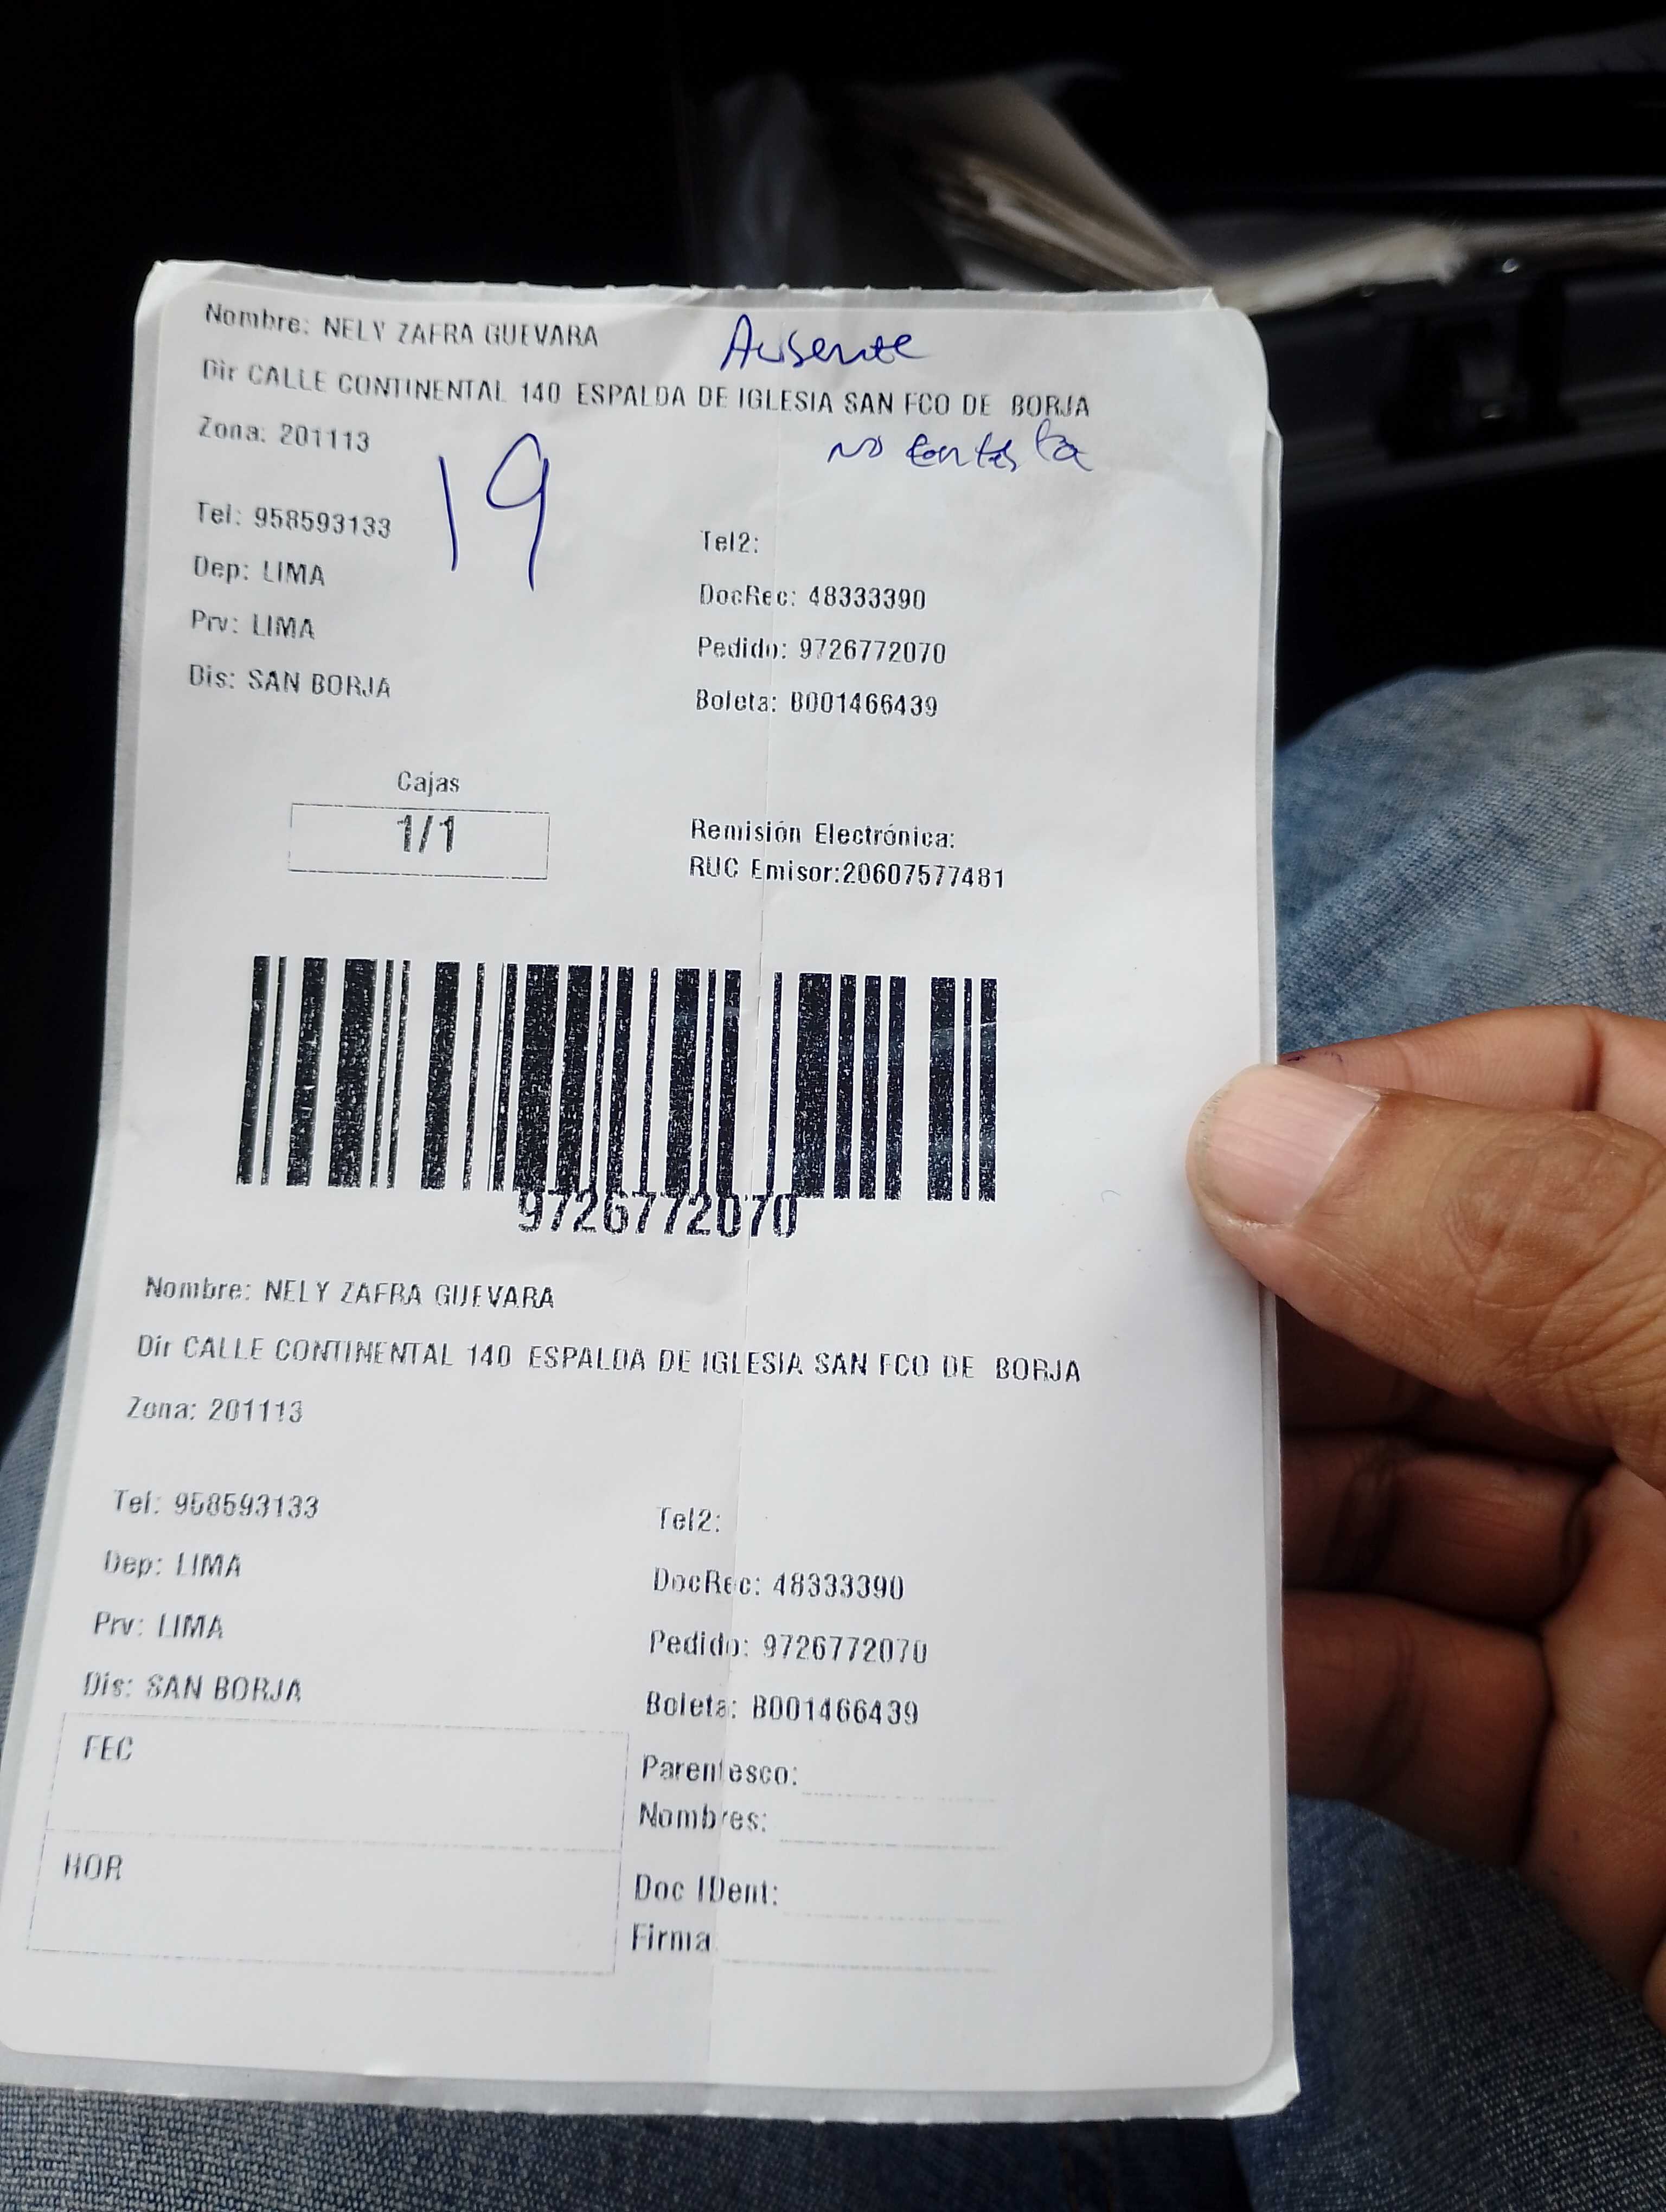 Nombre: NELY ZAFRA GUEVARA
Ausente
Dir CALLE CONTINENTAL 140 ESPALDA DE IGLESIA SAN FCO DE BORJA
Zona: 201113
no contesta
19
Tel: 958593133
Tel2:
Dep: LIMA
DocRec: 48333390
Prv: LIMA
Pedido: 9726772070
Dis: SAN BORJA
Boleta: B001466439
Cajas
1/1
Remisión Electrónica:
RUC Emisor:20607577481
9726772070
Nombre: NELY ZAFRA GUEVARA
Dir CALLE CONTINENTAL 140 ESPALDA DE IGLESIA SAN FCO DE BORJA
Zona: 201113
Tel: 958593133
Tel2:
Dep: LIMA
DocRec: 48333390
Prv: LIMA
Pedido: 9726772070
Dis: SAN BORJA
Boleta: B001466439
FEC
Parentesco:
Nombres:
HOR
Doc IDent:
Firma